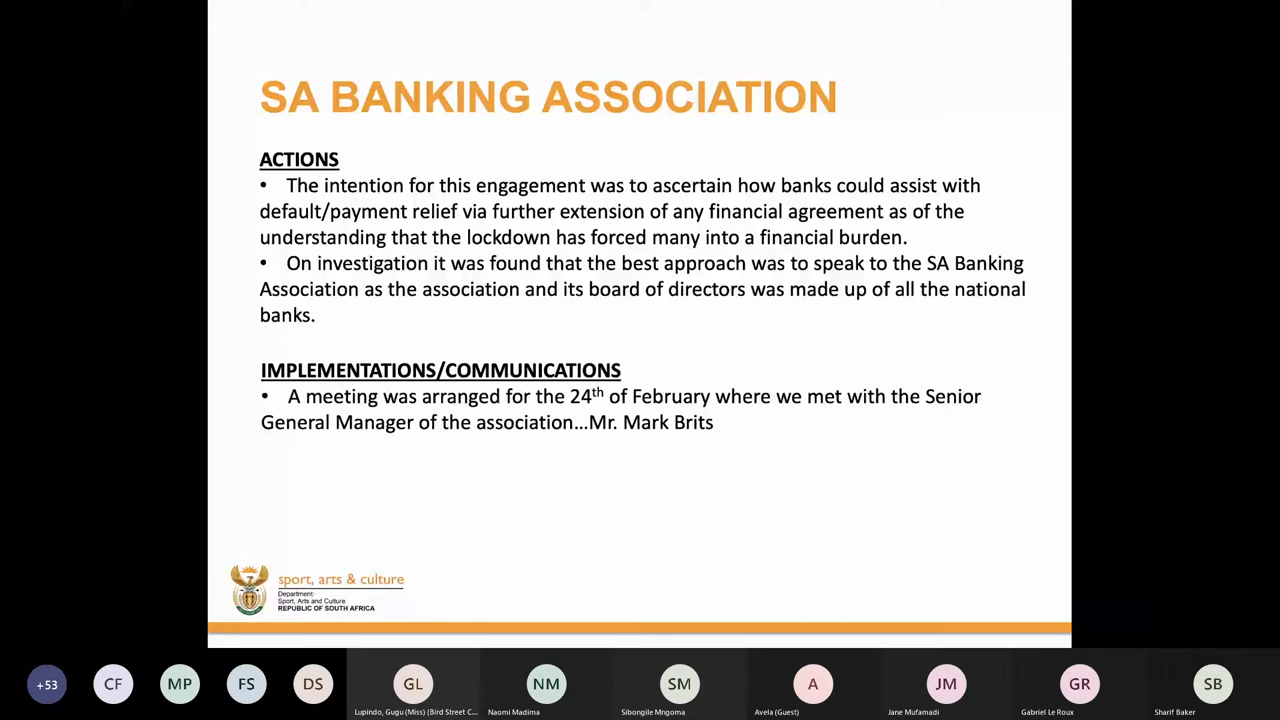 SA BANKING ASSOCIATION
ACTIONS
• The intention for this engagement was to ascertain how banks could assist with
default/payment relief via further extension of any financial agreement as of the
understanding that the lockdown has forced many into a financial burden.
• On investigation it was found that the best approach was to speak to the SA Banking
Association as the association and its board of directors was made up of all the national
banks.
IMPLEMENTATIONS/COMMUNICATIONS
• A meeting was arranged for the 24th of February where we met with the Senior
General Manager of the association…Mr. Mark Brits
sport, arts & culture
Department:
Sport, Arts and Culture
REPUBLIC OF SOUTH AFRICA
+53 CF MP FS DS GL NM SM A JM GR SB
Lupindo, Gugu (Miss) (Bird Street C... Naomi Madima Sibongile Mngoma Avela (Guest) Jane Mufamadi Gabriel Le Roux Sharif Baker